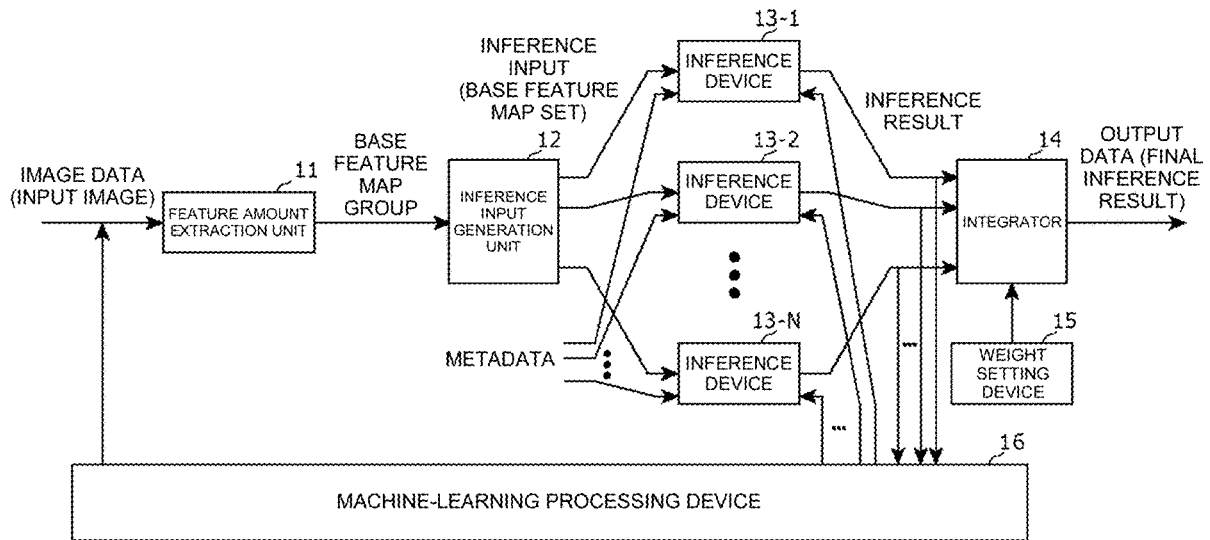 IMAGE DATA
(INPUT IMAGE)
11
FEATURE AMOUNT
EXTRACTION UNIT
BASE
FEATURE
MAP
GROUP
INFERENCE
INPUT
(BASE FEATURE
MAP SET)
12
INFERENCE
INPUT
GENERATION
UNIT
METADATA
13-1
INFERENCE
DEVICE
13-2
INFERENCE
DEVICE
13-N
INFERENCE
DEVICE
INFERENCE
RESULT
14
INTEGRATOR
OUTPUT
DATA (FINAL
INFERENCE
RESULT)
15
WEIGHT
SETTING
DEVICE
16
MACHINE-LEARNING PROCESSING DEVICE